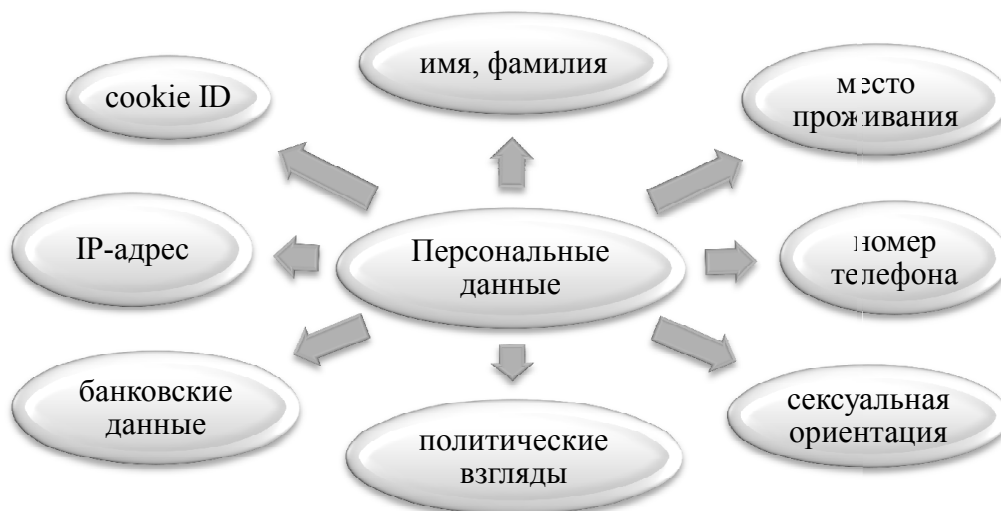 имя, фамилия
cookie ID
место
проживания
IP-адрес
Персональные
данные
номер
телефона
банковские
данные
политические
взгляды
сексуальная
ориентация